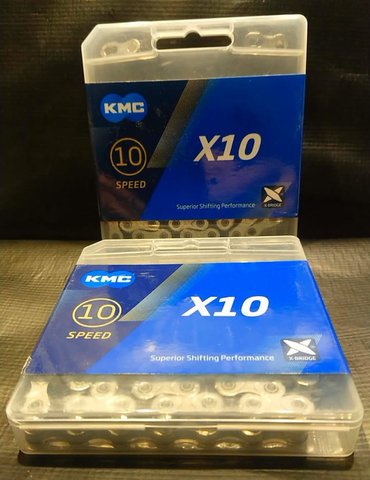 KMC
10
SPEED
X10
Superior Shifting Performance
X-BRIDGE
KMC
10
SPEED
X10
Superior Shifting Performance
X-BRIDGE